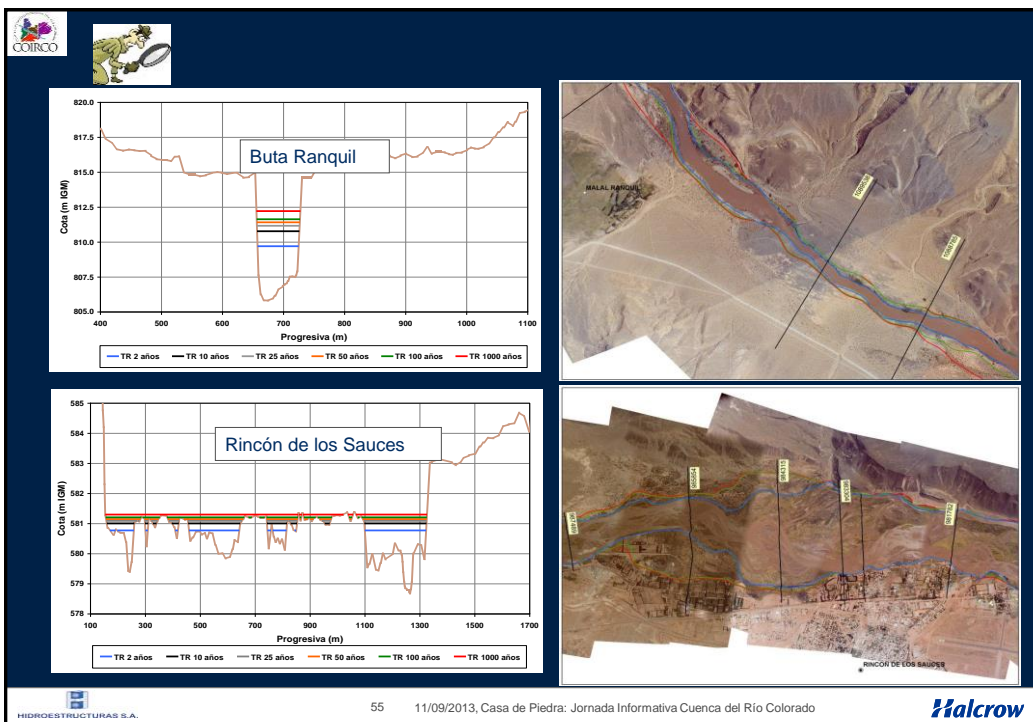 COIRCO
820.0
817.5
815.0
812.5
810.0
807.5
805.0
Cota (m IGM)
Buta Ranquil
400 500 600 700 800 900 1000 1100
Progresiva (m)
TR 2 años TR 10 años TR 25 años TR 50 años TR 100 años TR 1000 años
MALAL RANQUIL
585
584
583
582
581
580
579
578
Cota (m IGM)
Rincón de los Sauces
100 300 500 700 900 1100 1300 1500 1700
Progresiva (m)
TR 2 años TR 10 años TR 25 años TR 50 años TR 100 años TR 1000 años
985854
984315
981782
RINCON DE LOS SAUCES
HIDROESTRUCTURAS S.A.
55 11/09/2013, Casa de Piedra: Jornada Informativa Cuenca del Río Colorado
Halcrow